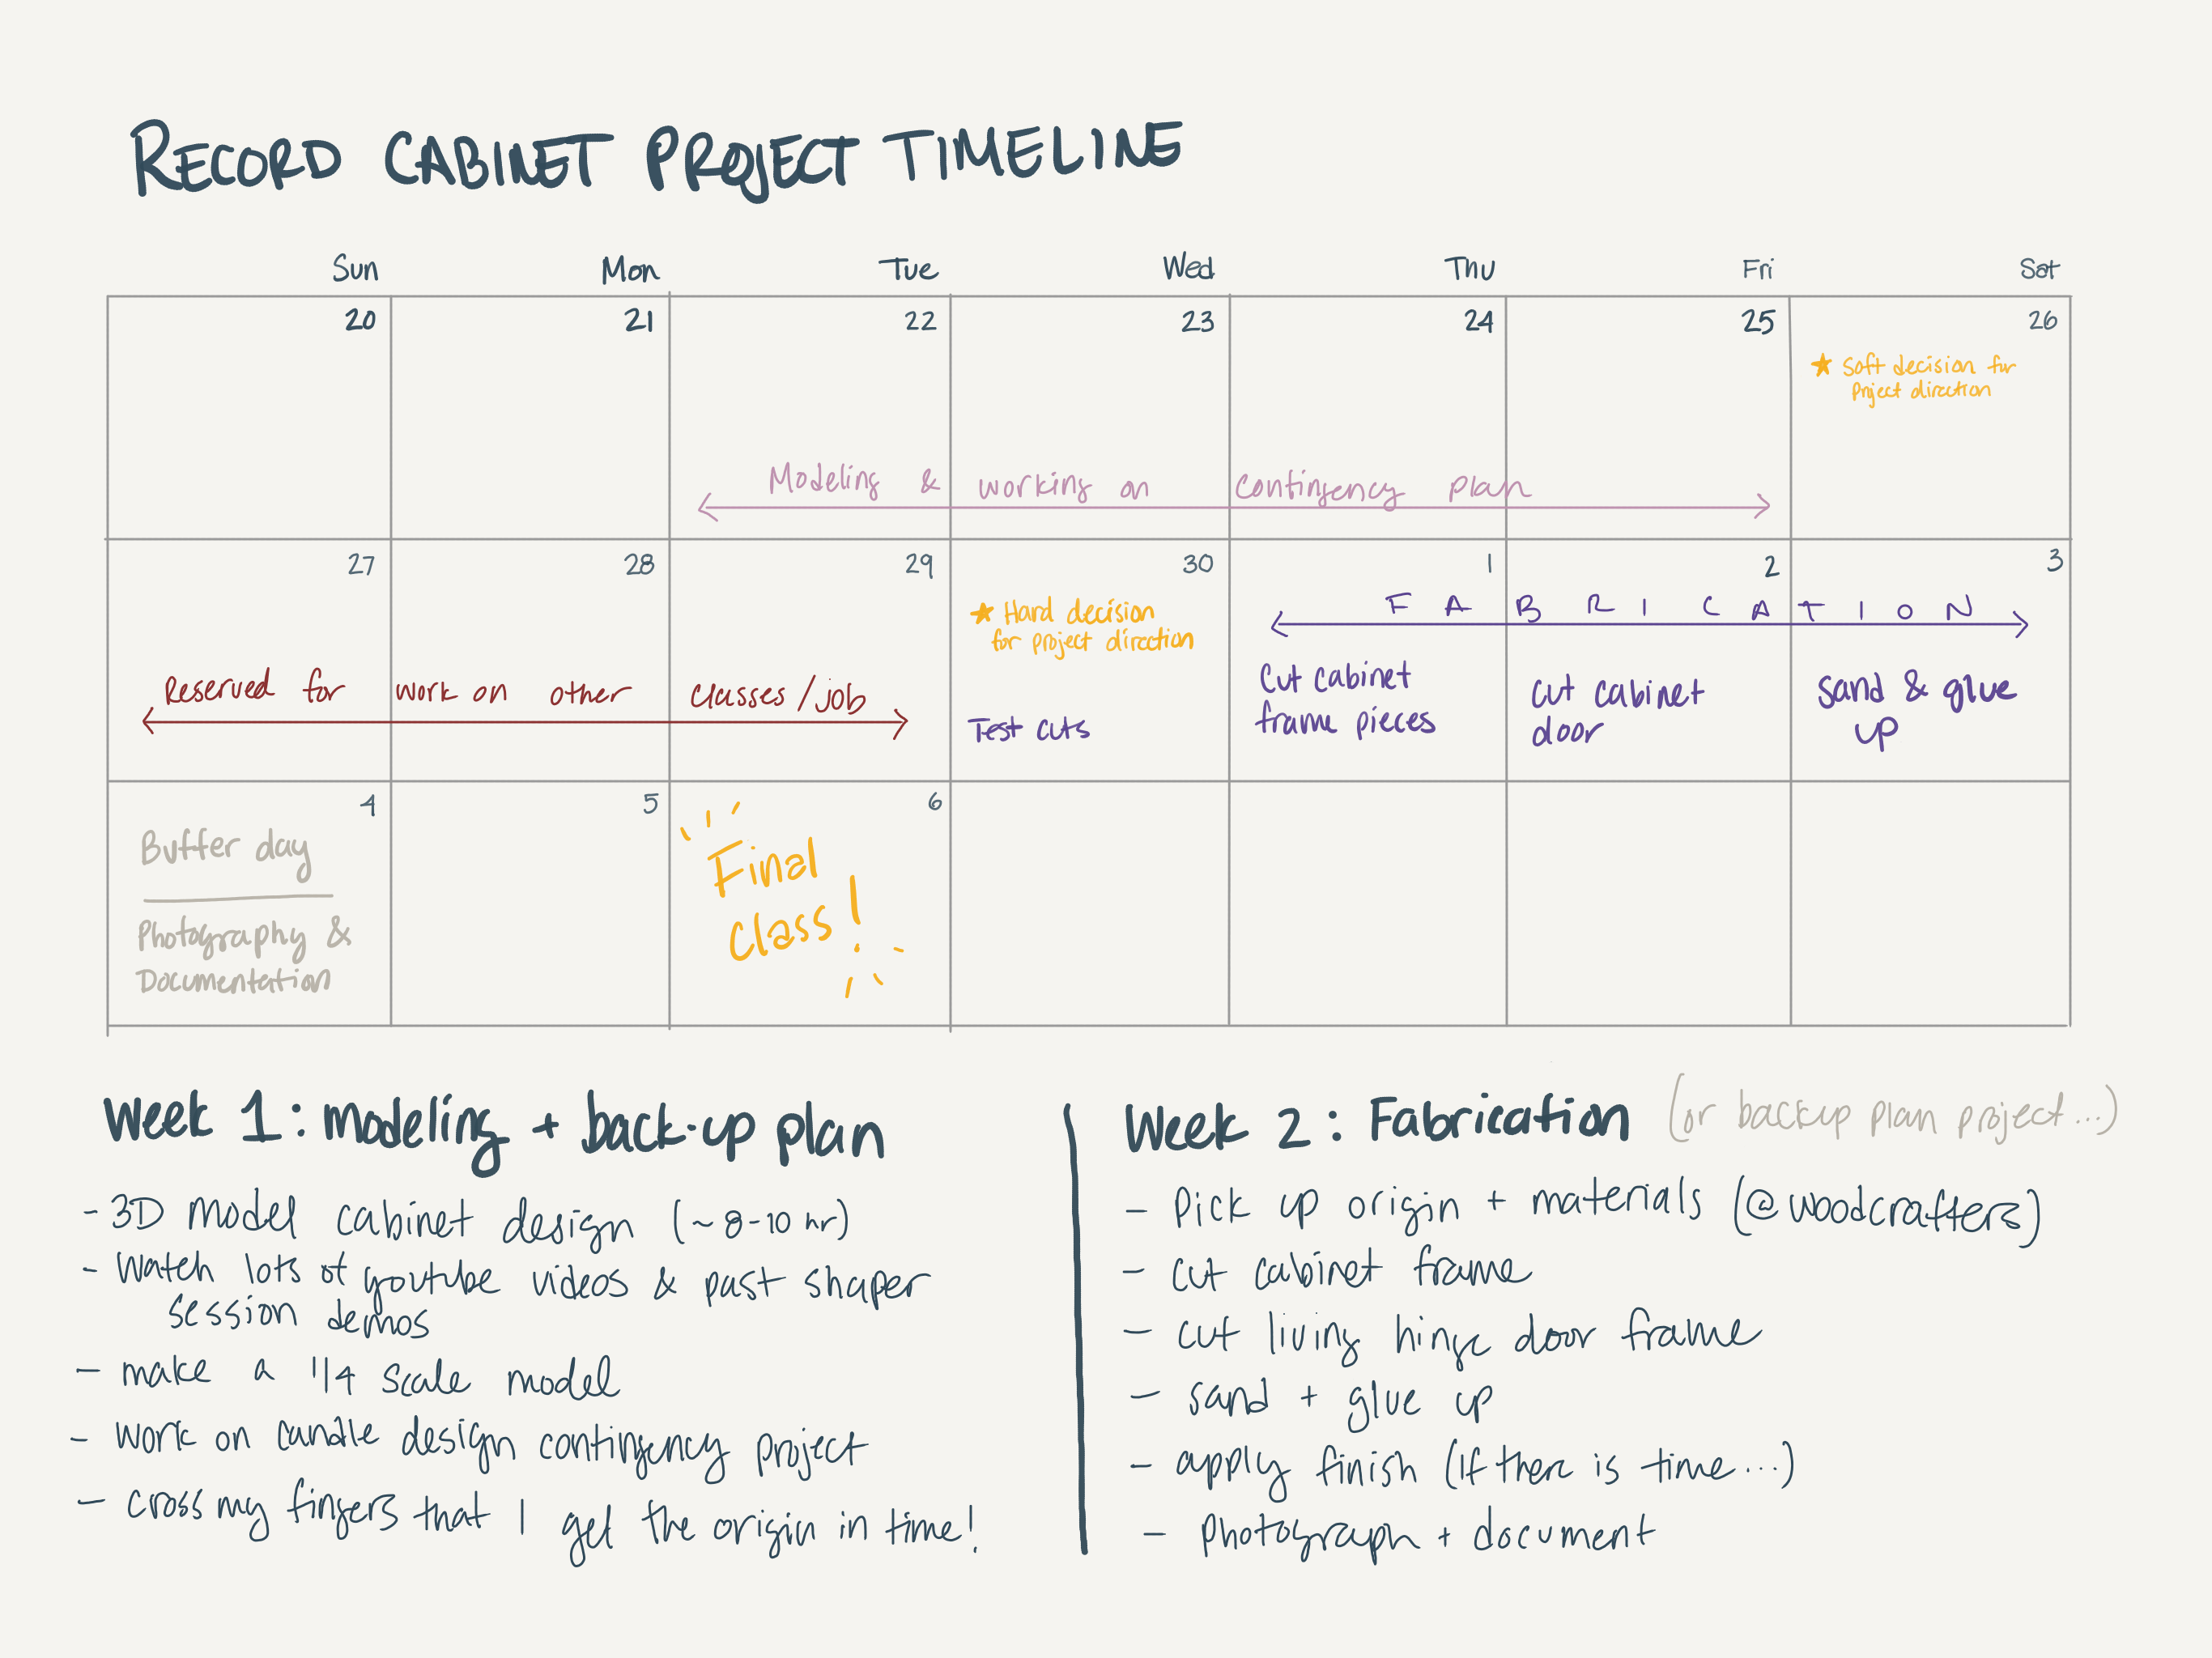 RECORD CABINET PROJECT TIMELINE
Sun Mon Tue Wed Thu Fri Sat
20 21 22 23 24 25 26
★ Soft decision for
project direction
Modeling & working on contingency plan
27 28 29 30 1 2 3
★ Hard decision
for project direction
FABRICATION
Reserved for work on other classes/job
Test cuts
Cut cabinet
frame pieces
cut cabinet
door
sand & glue
up
4 5 6
Buffer day
Photography &
Documentation
Final
class!
Week 1: modeling + back-up plan
- 3D model cabinet design (~8-10 hr)
- Watch lots of youtube videos & past shaper
session demos
- make a 1/4 scale model
- work on candle design contingency project
- cross my fingers that I get the origin in time!
Week 2: Fabrication (or backup plan project...)
- Pick up origin + materials (@woodcrafters)
- cut cabinet frame
- cut living hinge door frame
- sand + glue up
- apply finish (if there is time...)
- photograph + document